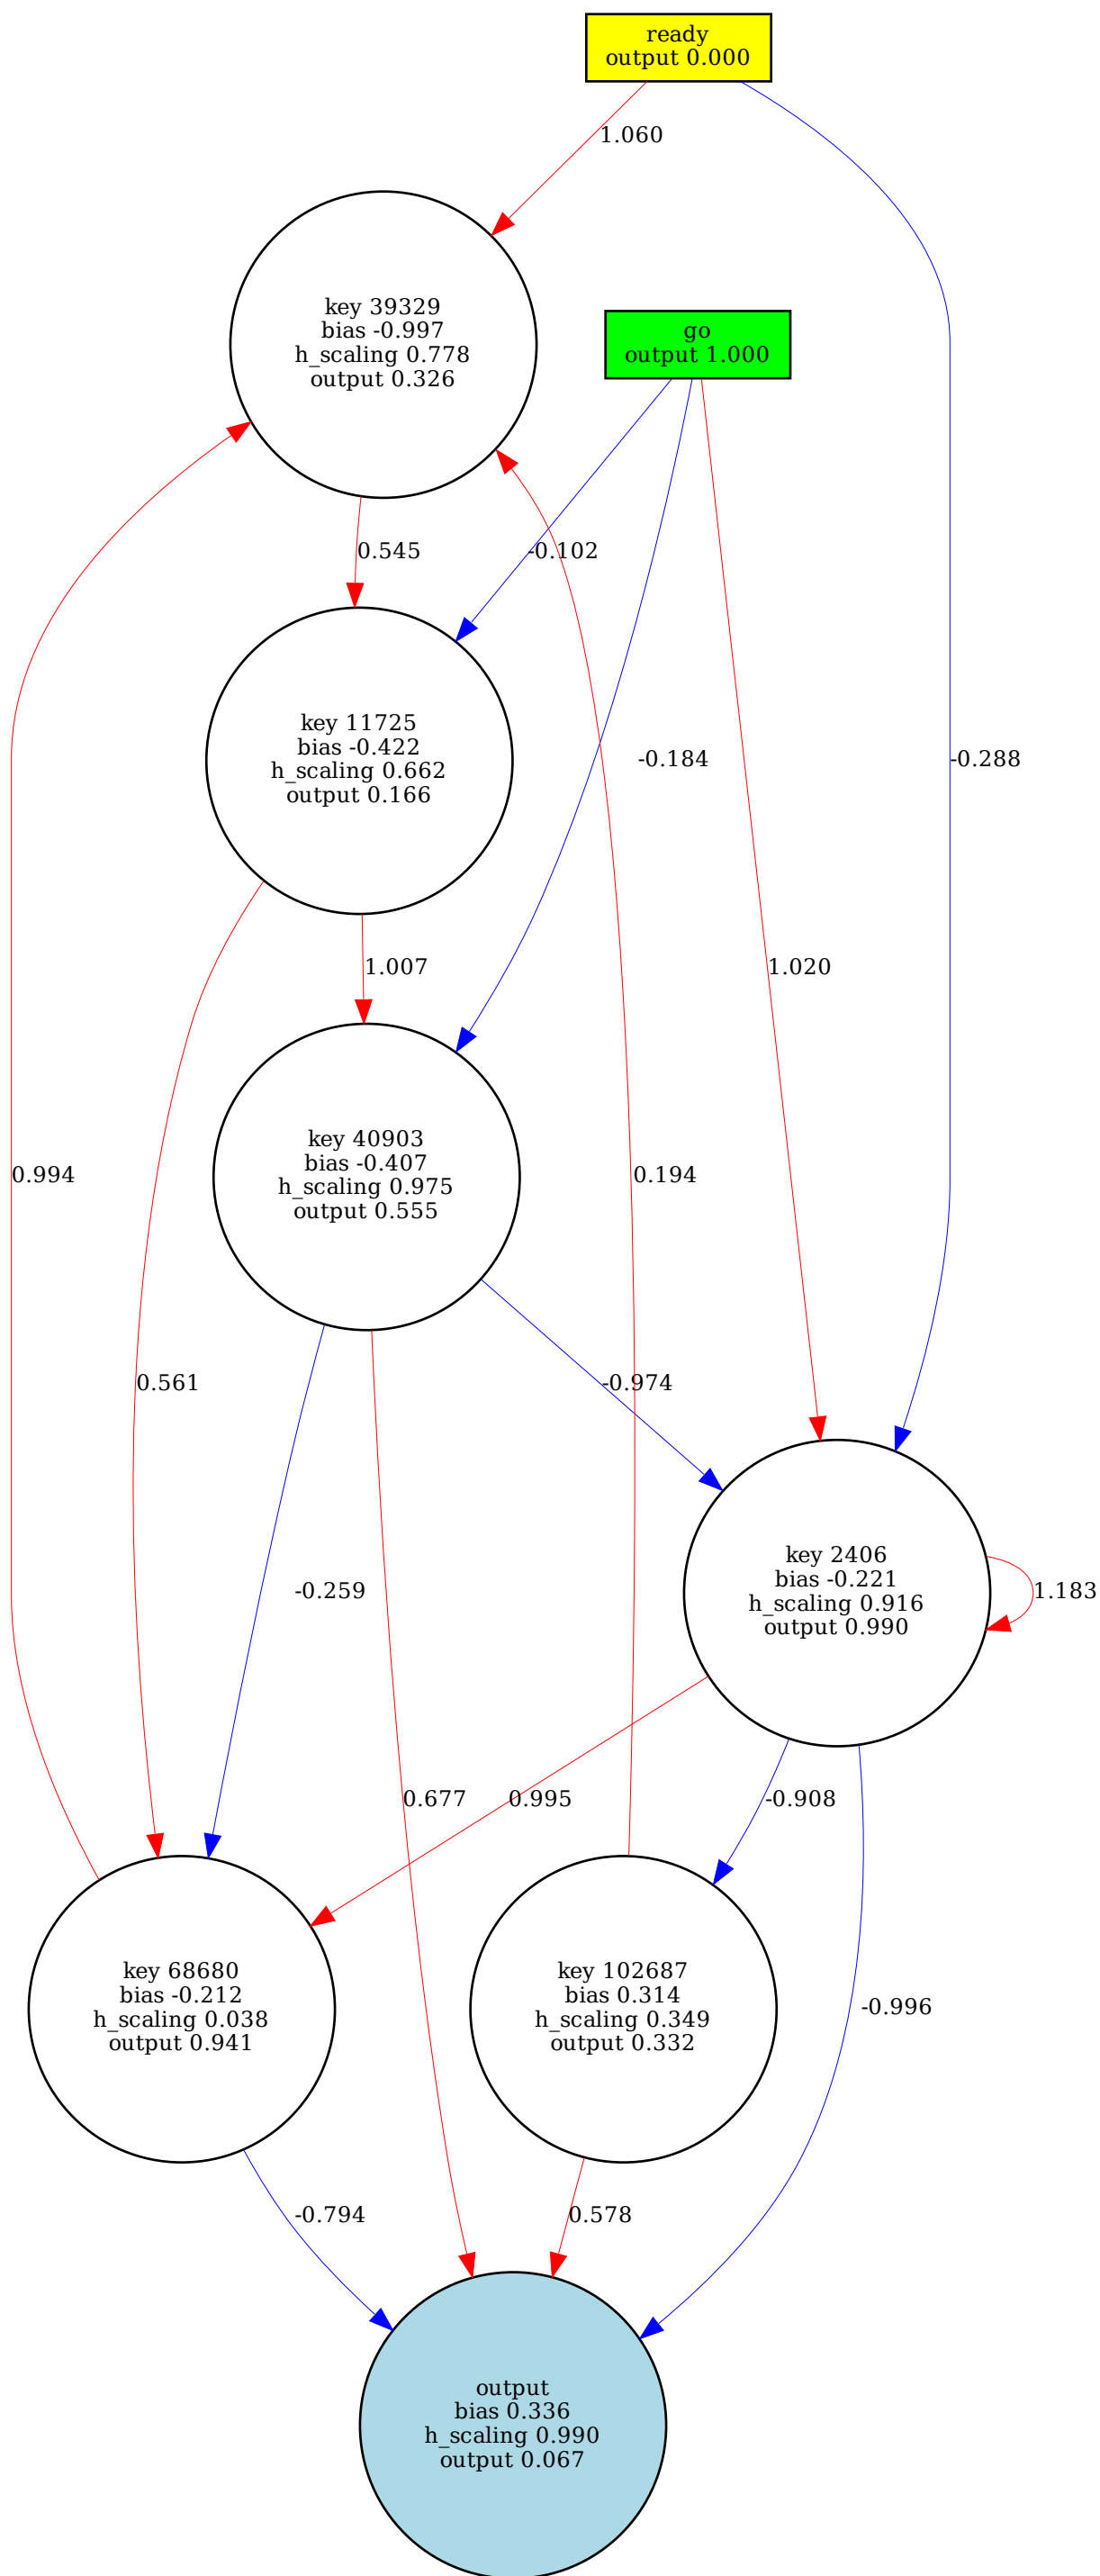 ready
output 0.000
1.060
key 39329
bias -0.997
h_scaling 0.778
output 0.326
go
output 1.000
0.545
-0.102
key 11725
bias -0.422
h_scaling 0.662
output 0.166
-0.184
-0.288
1.007
1.020
key 40903
bias -0.407
h_scaling 0.975
output 0.555
0.994
0.194
0.561
-0.974
key 2406
bias -0.221
h_scaling 0.916
output 0.990
-0.259
1.183
0.677
0.995
-0.908
key 68680
bias -0.212
h_scaling 0.038
output 0.941
key 102687
bias 0.314
h_scaling 0.349
output 0.332
-0.996
-0.794
0.578
output
bias 0.336
h_scaling 0.990
output 0.067